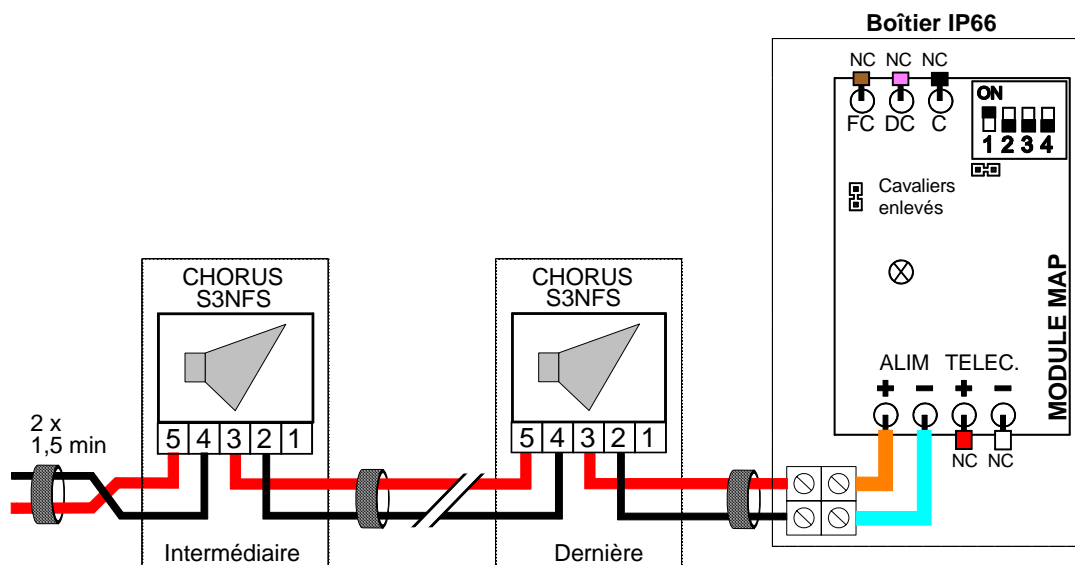 Boîtier IP66
NC NC NC
FC DC C
ON
1 2 3 4
Cavaliers
enlevés
MODULE MAP
ALIM TELEC.
+ − + −
NC NC
CHORUS
S3NFS
5 4 3 2 1
Intermédiaire
CHORUS
S3NFS
5 4 3 2 1
Dernière
2 x
1,5 min